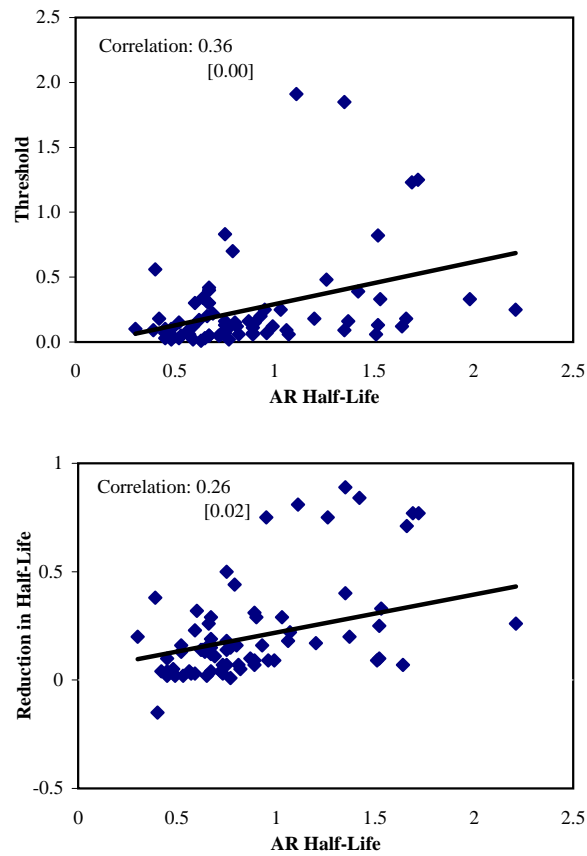 2.5
Correlation: 0.36
[0.00]
2.0
1.5
Threshold
1.0
0.5
0.0
0 0.5 1 1.5 2 2.5
AR Half-Life
1
Correlation: 0.26
[0.02]
0.5
Reduction in Half-Life
0
-0.5
0 0.5 1 1.5 2 2.5
AR Half-Life